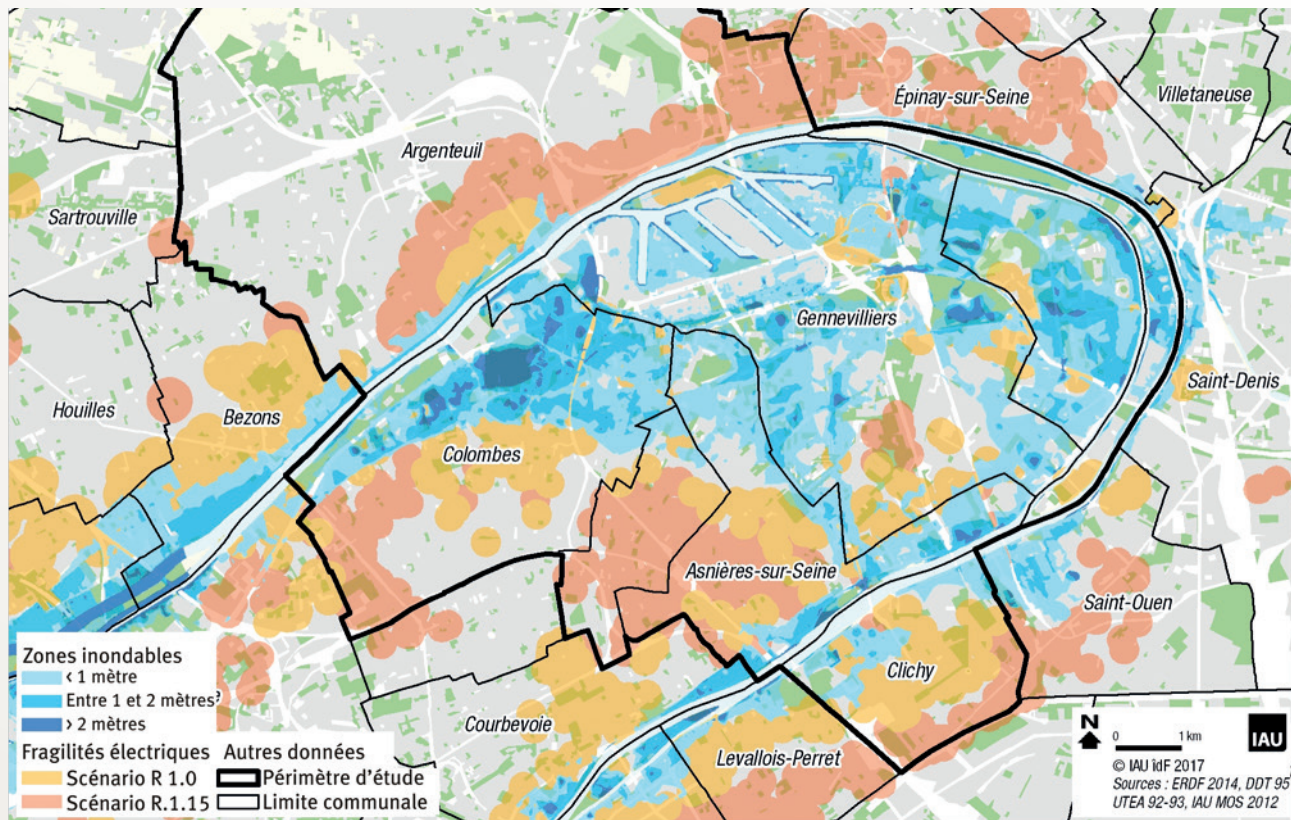 Épinay-sur-Seine
Villetaneuse
Argenteuil
Sartrouville
Gennevilliers
Saint-Denis
Houilles
Bezons
Colombes
Asnières-sur-Seine
Saint-Ouen
Clichy
Courbevoie
Levallois-Perret
Zones inondables
< 1 mètre
Entre 1 et 2 mètres
> 2 mètres
Fragilités électriques
Scénario R 1.0
Scénario R.1.15
Autres données
Périmètre d'étude
Limite communale
N
0 1 km
IAU
© IAU îdF 2017
Sources : ERDF 2014, DDT 95
UTEA 92-93, IAU MOS 2012